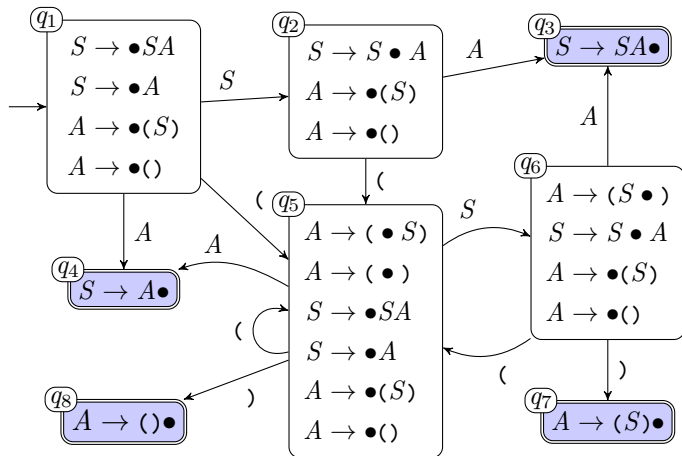 q1
S → •SA
S → •A
A → •(S)
A → •()
S
q2
S → S • A
A → •(S)
A → •()
A
q3
S → SA•
A
(
(
A
q4
S → A•
A
q5
A → ( • S)
A → ( • )
S → •SA
S → •A
A → •(S)
A → •()
(
S
q6
A → (S • )
S → S • A
A → •(S)
A → •()
(
)
)
q8
A → ()•
q7
A → (S)•